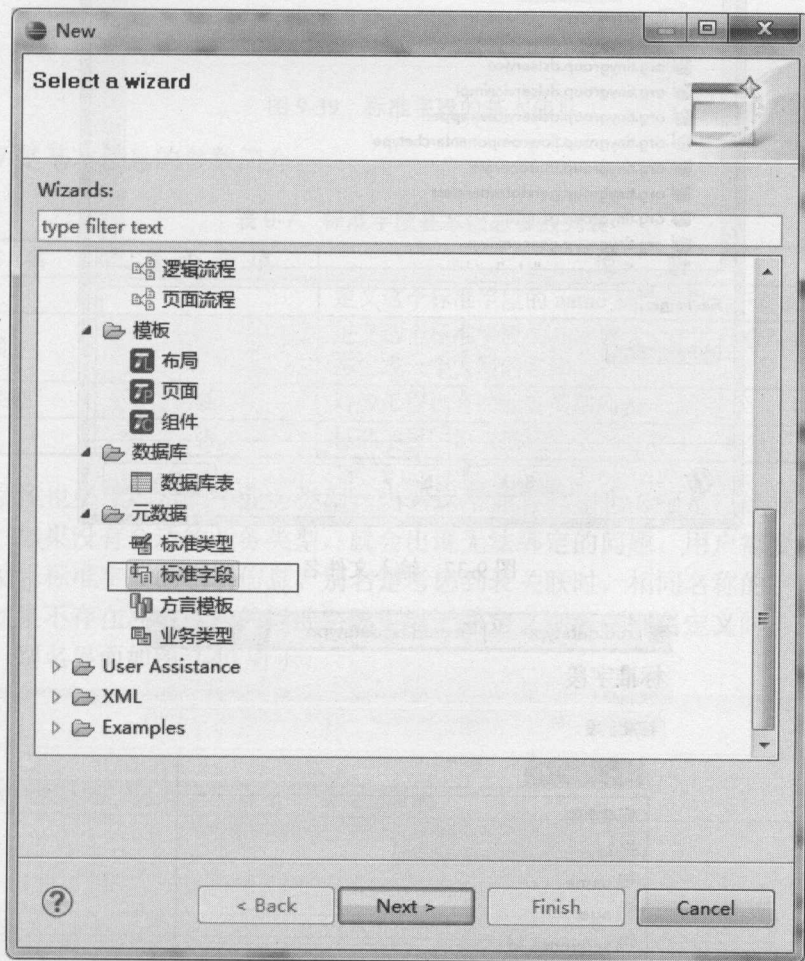 New
Select a wizard
Wizards:
type filter text
逻辑流程
页面流程
模板
布局
页面
组件
数据库
数据库表
元数据
标准类型
标准字段
方言模板
业务类型
User Assistance
XML
Examples
?
< Back
Next >
Finish
Cancel